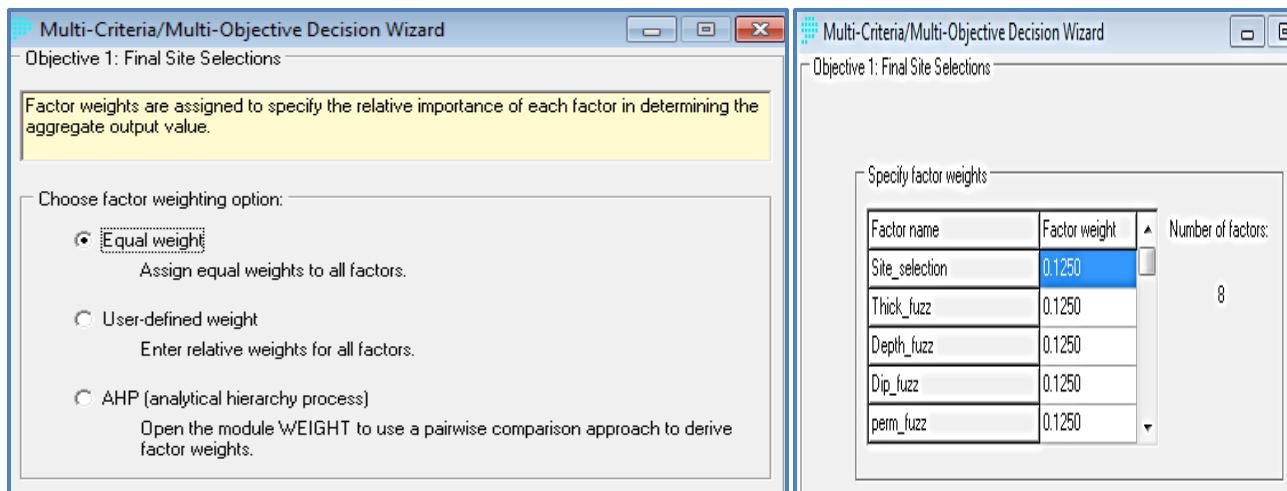 Multi-Criteria/Multi-Objective Decision Wizard
Objective 1: Final Site Selections
Factor weights are assigned to specify the relative importance of each factor in determining the
aggregate output value.
Choose factor weighting option:
Equal weight
Assign equal weights to all factors.
User-defined weight
Enter relative weights for all factors.
AHP (analytical hierarchy process)
Open the module WEIGHT to use a pairwise comparison approach to derive
factor weights.
Multi-Criteria/Multi-Objective Decision Wizard
Objective 1: Final Site Selections
Specify factor weights
Factor name Factor weight
Site_selection 0.1250
Thick_fuzz 0.1250
Depth_fuzz 0.1250
Dip_fuzz 0.1250
perm_fuzz 0.1250
Number of factors:
8